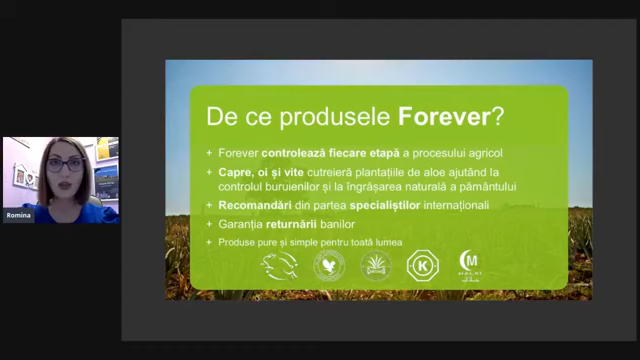 De ce produsele Forever?
+ Forever controlează fiecare etapă a procesului agricol
+ Capre, oi și vite cutreieră plantațiile de aloe ajutând la
controlul buruienilor și la îngrășarea naturală a pământului
+ Recomandări din partea specialiștilor internaționali
+ Garanția returnării banilor
+ Produse pure și simple pentru toată lumea
K
M
Romina